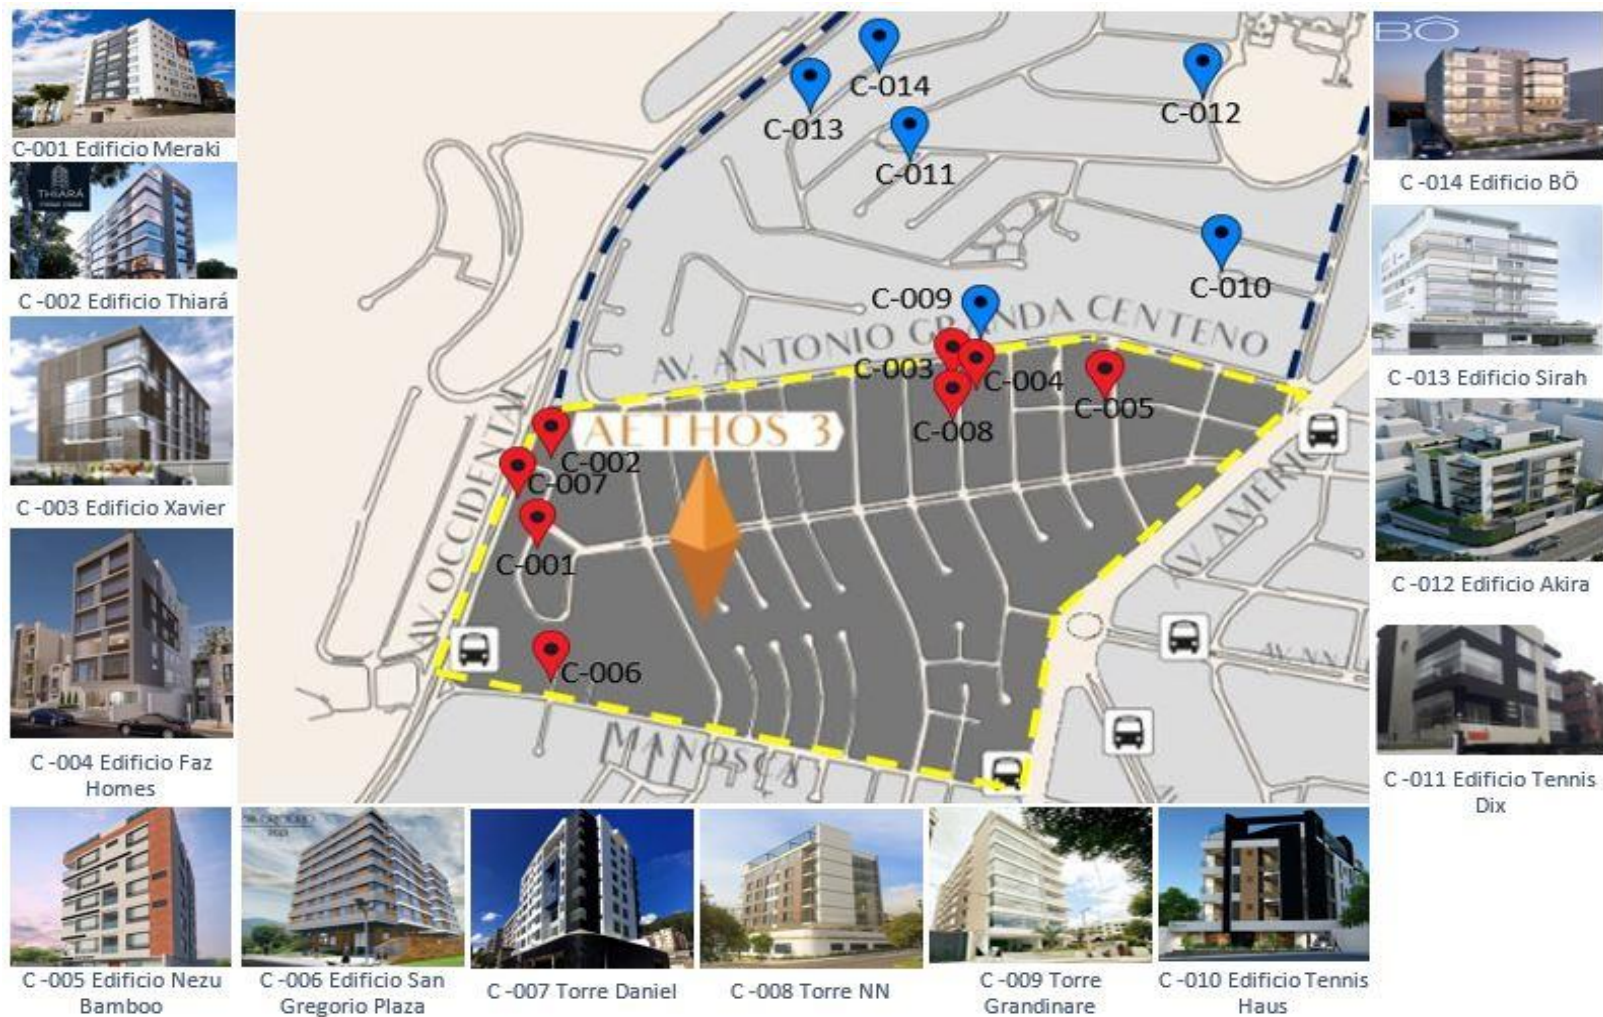 C-001 Edificio Meraki
THIARÁ
C -002 Edificio Thiará
C -003 Edificio Xavier
C -004 Edificio Faz
Homes
C-014
C-013
C-012
C-011
C-010
C-009
AV. ANTONIO GRANDA CENTENO
C-003
C-004
C-005
C-008
AETHOS 3
C-002
C-007
C-001
AV. OCCIDENTAL
AV. AMERIC
C-006
MANOSCA
BÔ
C -014 Edificio BÖ
C -013 Edificio Sirah
C -012 Edificio Akira
C -011 Edificio Tennis
Dix
C -005 Edificio Nezu
Bamboo
C -006 Edificio San
Gregorio Plaza
C -007 Torre Daniel
C -008 Torre NN
C -009 Torre
Grandinare
C -010 Edificio Tennis
Haus